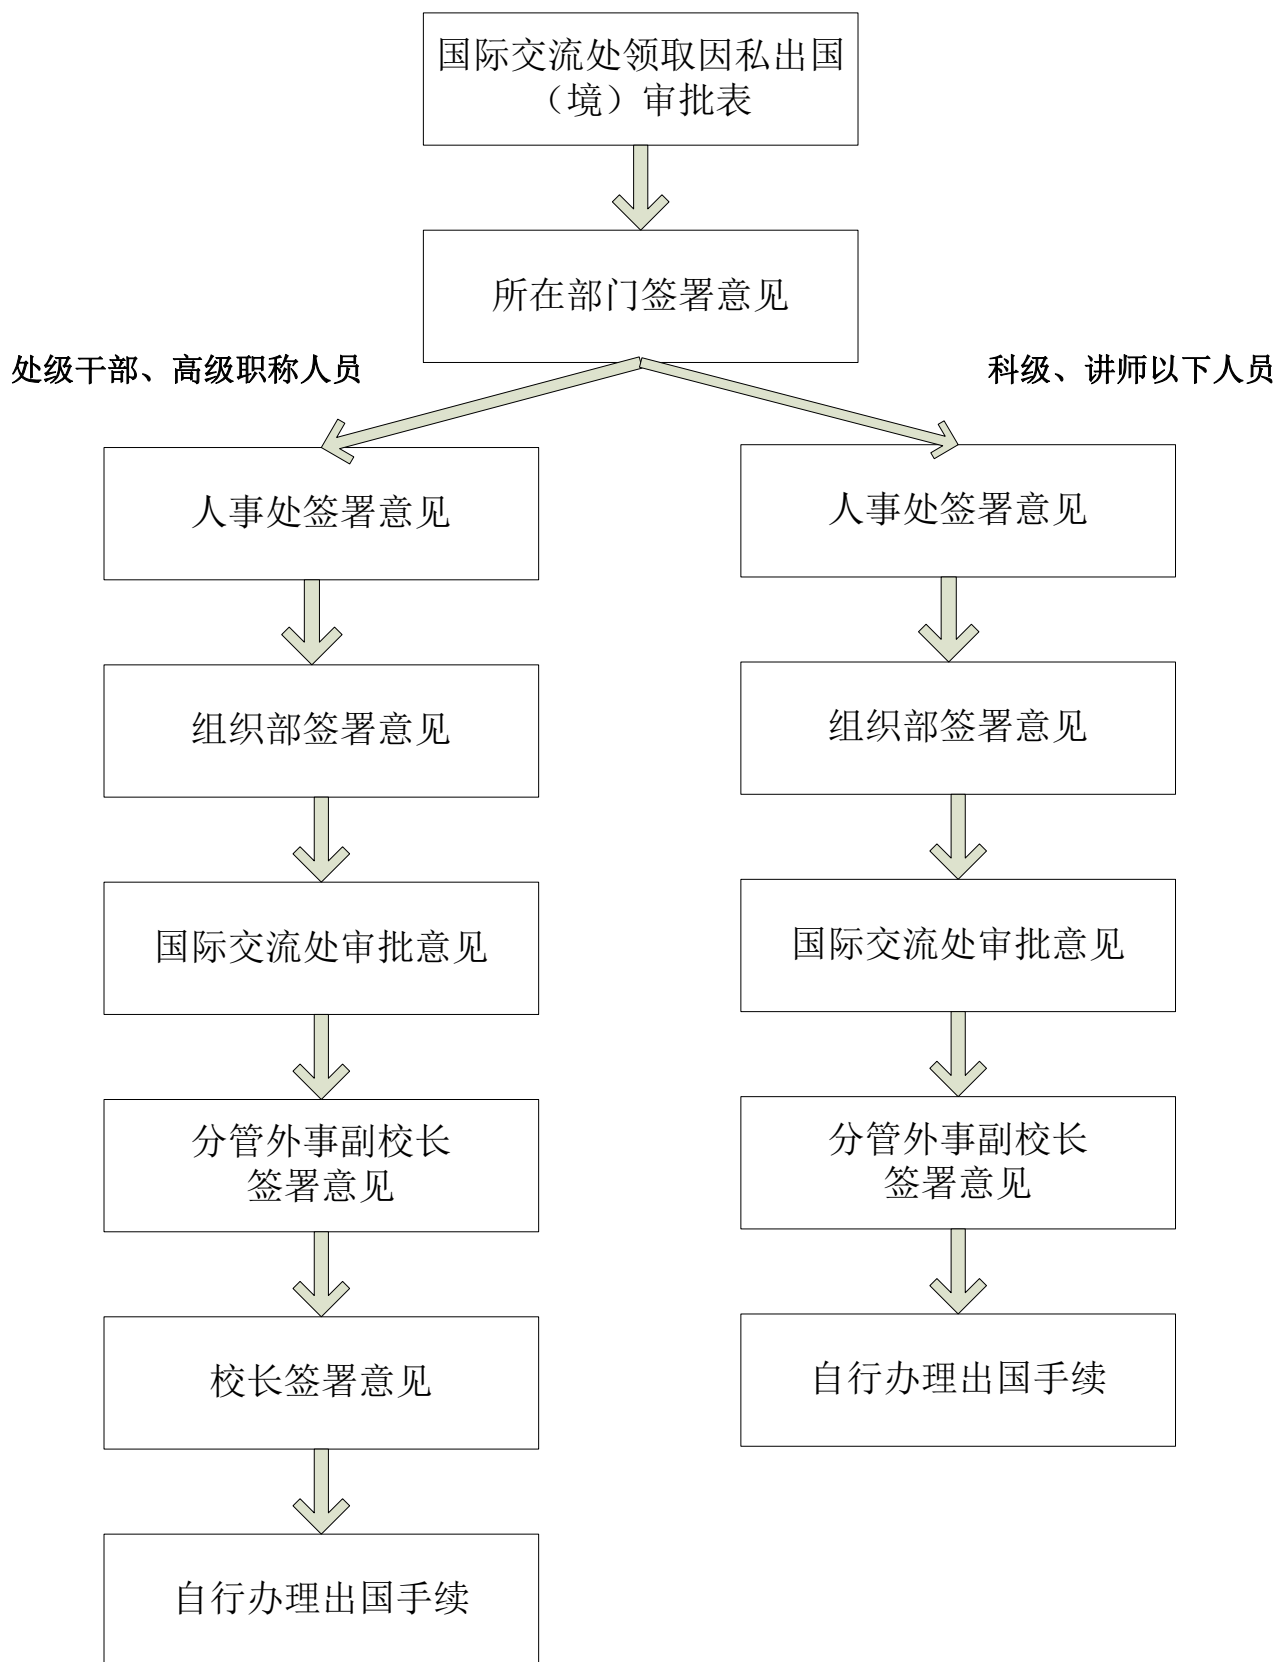 国际交流处领取因私出国
（境）审批表
所在部门签署意见
处级干部、高级职称人员
科级、讲师以下人员
人事处签署意见
人事处签署意见
组织部签署意见
组织部签署意见
国际交流处审批意见
国际交流处审批意见
分管外事副校长
签署意见
分管外事副校长
签署意见
校长签署意见
自行办理出国手续
自行办理出国手续